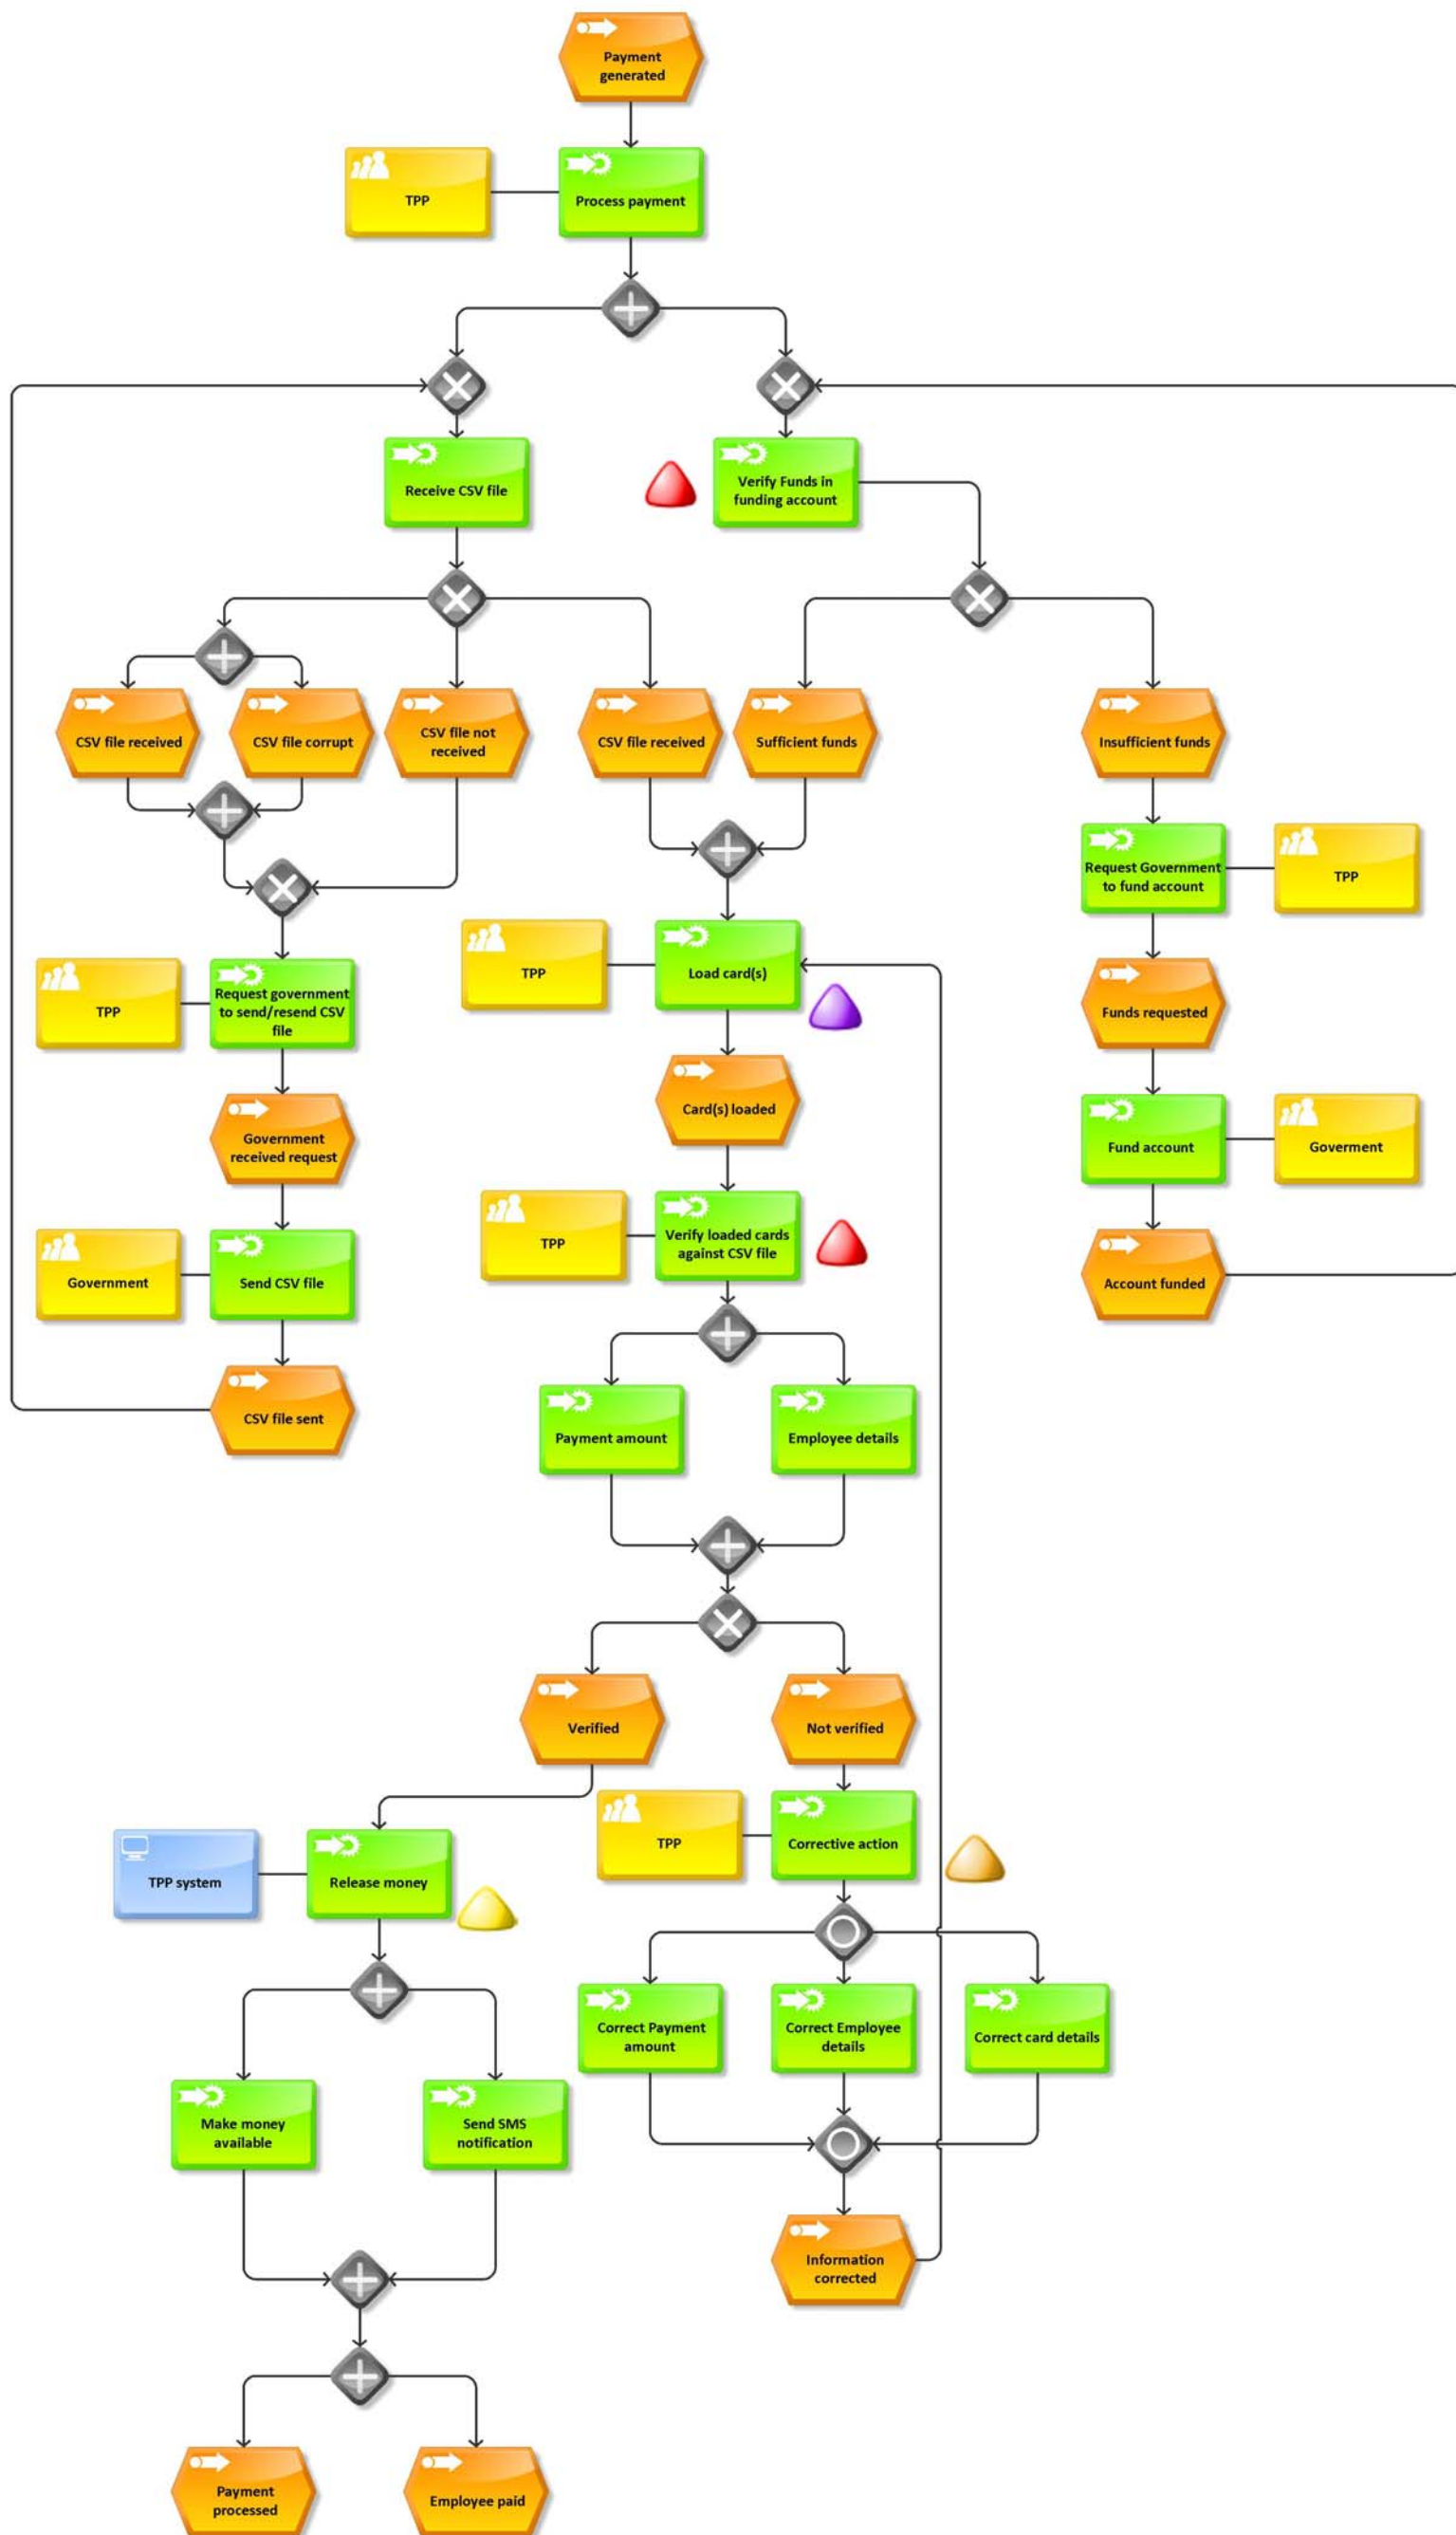 Payment
generated
TPP
Process payment
Receive CSV file
Verify Funds in
funding account
CSV file received
CSV file corrupt
CSV file not
received
CSV file received
Sufficient funds
Insufficient funds
Request Government
to fund account
TPP
TPP
Load card(s)
TPP
Request government
to send/resend CSV
file
Funds requested
Card(s) loaded
Government
received request
Fund account
Goverment
TPP
Verify loaded cards
against CSV file
Government
Send CSV file
Account funded
CSV file sent
Payment amount
Employee details
Verified
Not verified
TPP
Corrective action
TPP system
Release money
Correct Payment
amount
Correct Employee
details
Correct card details
Make money
available
Send SMS
notification
Information
corrected
Payment
processed
Employee paid